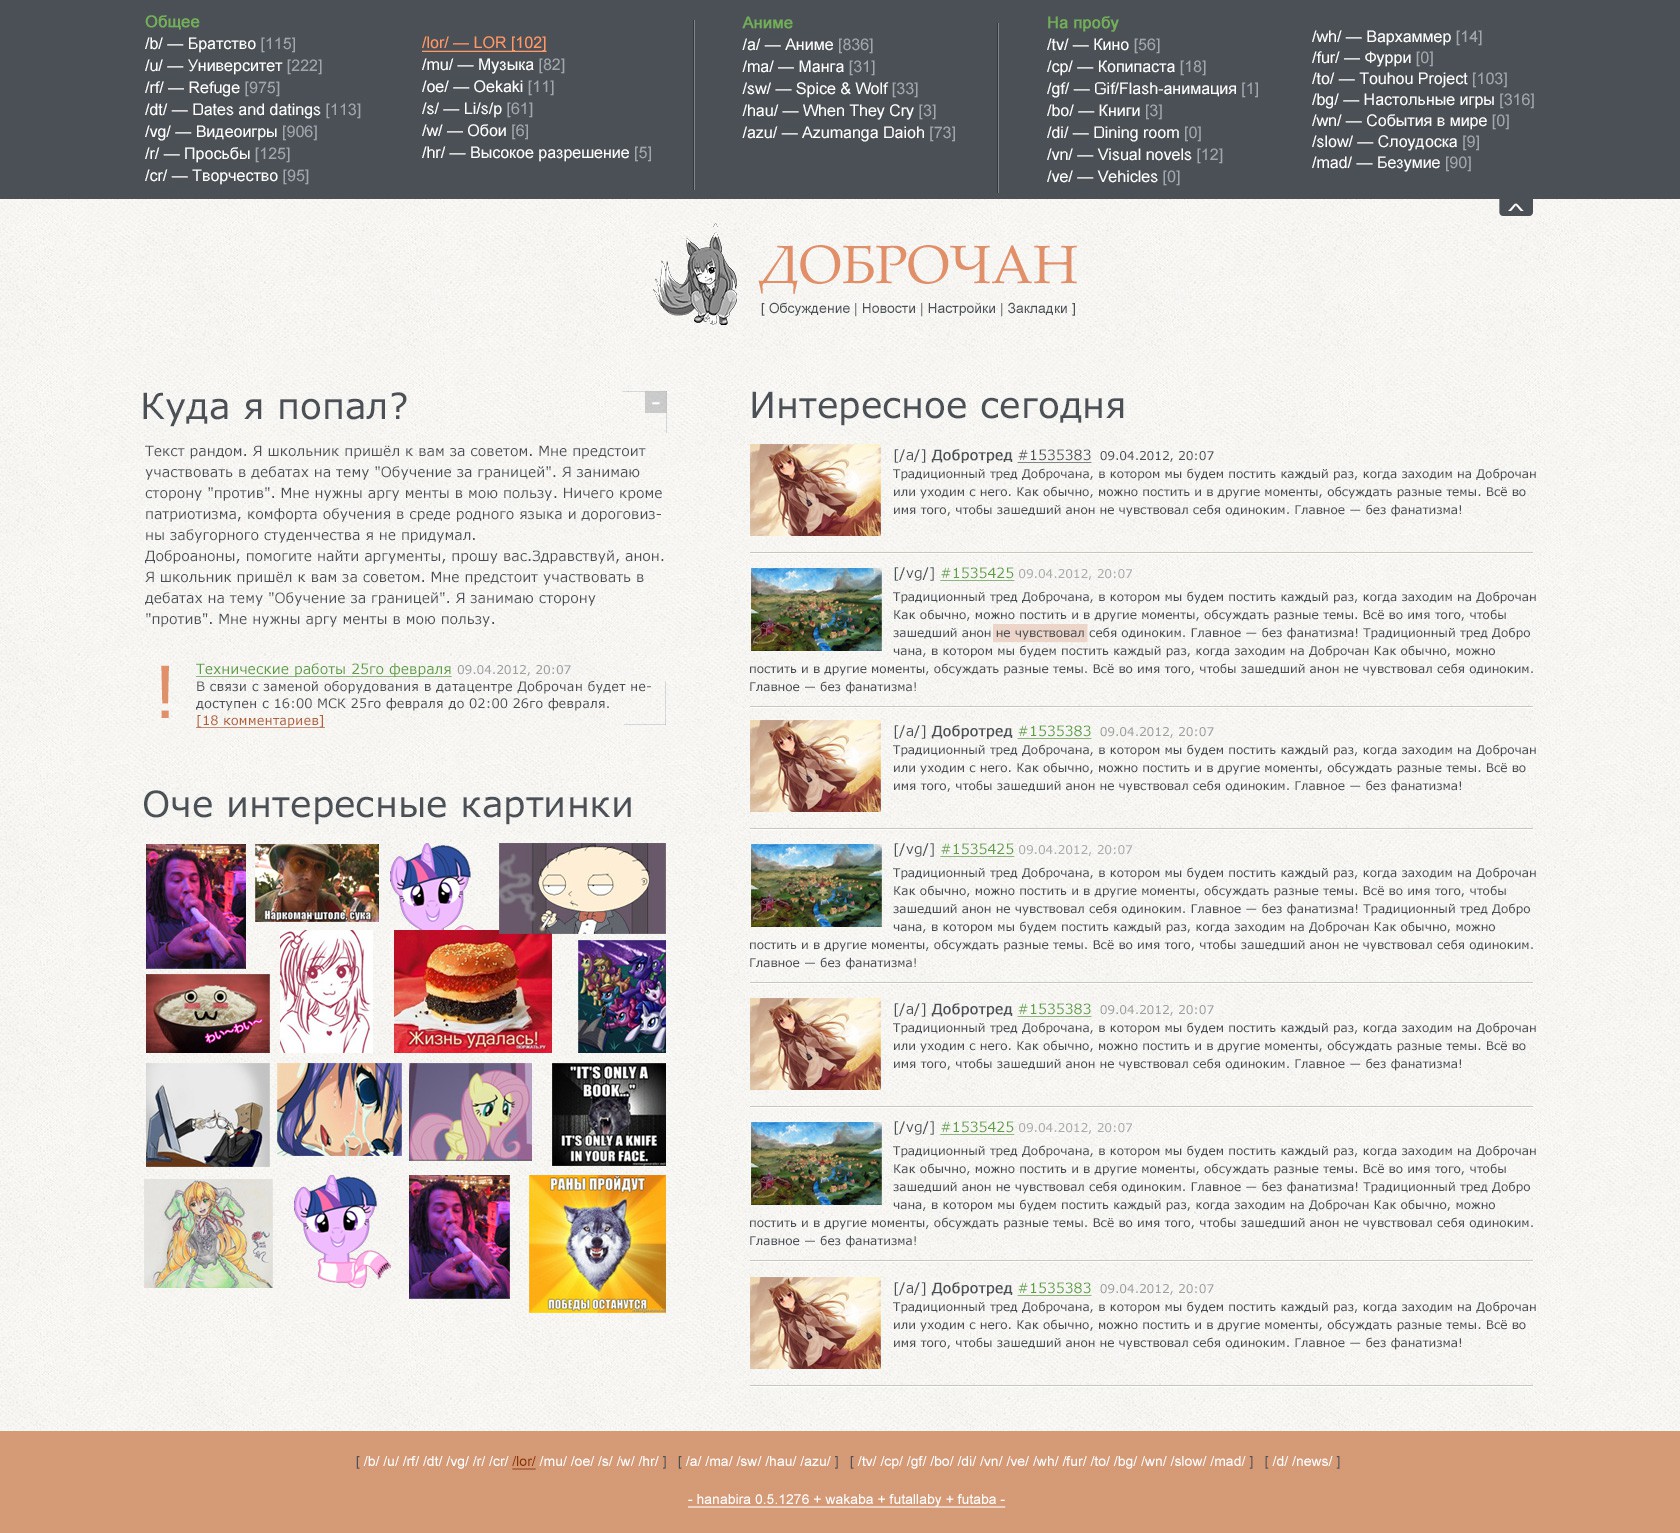 Общее
/b/ — Братство [115]
/u/ — Университет [222]
/rf/ — Refuge [975]
/dt/ — Dates and datings [113]
/vg/ — Видеоигры [906]
/r/ — Просьбы [125]
/cr/ — Творчество [95]
/lor/ — LOR [102]
/mu/ — Музыка [82]
/oe/ — Oekaki [11]
/s/ — Li/s/p [61]
/w/ — Обои [6]
/hr/ — Высокое разрешение [5]
Аниме
/a/ — Аниме [836]
/ma/ — Манга [31]
/sw/ — Spice & Wolf [33]
/hau/ — When They Cry [3]
/azu/ — Azumanga Daioh [73]
На пробу
/tv/ — Кино [56]
/cp/ — Копипаста [18]
/gf/ — Gif/Flash-анимация [1]
/bo/ — Книги [3]
/di/ — Dining room [0]
/vn/ — Visual novels [12]
/ve/ — Vehicles [0]
/wh/ — Вархаммер [14]
/fur/ — Фурри [0]
/to/ — Touhou Project [103]
/bg/ — Настольные игры [316]
/wn/ — События в мире [0]
/slow/ — Слоудоска [9]
/mad/ — Безумие [90]
ДОБРОЧАН
[ Обсуждение | Новости | Настройки | Закладки ]
Куда я попал?
Текст рандом. Я школьник пришёл к вам за советом. Мне предстоит
участвовать в дебатах на тему "Обучение за границей". Я занимаю
сторону "против". Мне нужны аргу менты в мою пользу. Ничего кроме
патриотизма, комфорта обучения в среде родного языка и дороговиз-
ны забугорного студенчества я не придумал.
Доброаноны, помогите найти аргументы, прошу вас.Здравствуй, анон.
Я школьник пришёл к вам за советом. Мне предстоит участвовать в
дебатах на тему "Обучение за границей". Я занимаю сторону
"против". Мне нужны аргу менты в мою пользу.
!
Технические работы 25го февраля 09.04.2012, 20:07
В связи с заменой оборудования в датацентре Доброчан будет не-
доступен с 16:00 МСК 25го февраля до 02:00 26го февраля.
[18 комментариев]
Оче интересные картинки
Наркоман штоле, сука
わい〜わい〜
Жизнь удалась!
"IT'S ONLY A
BOOK..."
IT'S ONLY A KNIFE
IN YOUR FACE.
РАНЫ ПРОЙДУТ
ПОБЕДЫ ОСТАНУТСЯ
Интересное сегодня
[/a/] Добротред #1535383 09.04.2012, 20:07
Традиционный тред Доброчана, в котором мы будем постить каждый раз, когда заходим на Доброчан
или уходим с него. Как обычно, можно постить и в другие моменты, обсуждать разные темы. Всё во
имя того, чтобы зашедший анон не чувствовал себя одиноким. Главное — без фанатизма!
[/vg/] #1535425 09.04.2012, 20:07
Традиционный тред Доброчана, в котором мы будем постить каждый раз, когда заходим на Доброчан
Как обычно, можно постить и в другие моменты, обсуждать разные темы. Всё во имя того, чтобы
зашедший анон не чувствовал себя одиноким. Главное — без фанатизма! Традиционный тред Добро
чана, в котором мы будем постить каждый раз, когда заходим на Доброчан Как обычно, можно
постить и в другие моменты, обсуждать разные темы. Всё во имя того, чтобы зашедший анон не чувствовал себя одиноким.
Главное — без фанатизма!
[/a/] Добротред #1535383 09.04.2012, 20:07
Традиционный тред Доброчана, в котором мы будем постить каждый раз, когда заходим на Доброчан
или уходим с него. Как обычно, можно постить и в другие моменты, обсуждать разные темы. Всё во
имя того, чтобы зашедший анон не чувствовал себя одиноким. Главное — без фанатизма!
[/vg/] #1535425 09.04.2012, 20:07
Традиционный тред Доброчана, в котором мы будем постить каждый раз, когда заходим на Доброчан
Как обычно, можно постить и в другие моменты, обсуждать разные темы. Всё во имя того, чтобы
зашедший анон не чувствовал себя одиноким. Главное — без фанатизма! Традиционный тред Добро
чана, в котором мы будем постить каждый раз, когда заходим на Доброчан Как обычно, можно
постить и в другие моменты, обсуждать разные темы. Всё во имя того, чтобы зашедший анон не чувствовал себя одиноким.
Главное — без фанатизма!
[/a/] Добротред #1535383 09.04.2012, 20:07
Традиционный тред Доброчана, в котором мы будем постить каждый раз, когда заходим на Доброчан
или уходим с него. Как обычно, можно постить и в другие моменты, обсуждать разные темы. Всё во
имя того, чтобы зашедший анон не чувствовал себя одиноким. Главное — без фанатизма!
[/vg/] #1535425 09.04.2012, 20:07
Традиционный тред Доброчана, в котором мы будем постить каждый раз, когда заходим на Доброчан
Как обычно, можно постить и в другие моменты, обсуждать разные темы. Всё во имя того, чтобы
зашедший анон не чувствовал себя одиноким. Главное — без фанатизма! Традиционный тред Добро
чана, в котором мы будем постить каждый раз, когда заходим на Доброчан Как обычно, можно
постить и в другие моменты, обсуждать разные темы. Всё во имя того, чтобы зашедший анон не чувствовал себя одиноким.
Главное — без фанатизма!
[/a/] Добротред #1535383 09.04.2012, 20:07
Традиционный тред Доброчана, в котором мы будем постить каждый раз, когда заходим на Доброчан
или уходим с него. Как обычно, можно постить и в другие моменты, обсуждать разные темы. Всё во
имя того, чтобы зашедший анон не чувствовал себя одиноким. Главное — без фанатизма!
[ /b/ /u/ /rf/ /dt/ /vg/ /r/ /cr/ /lor/ /mu/ /oe/ /s/ /w/ /hr/ ] [ /a/ /ma/ /sw/ /hau/ /azu/ ] [ /tv/ /cp/ /gf/ /bo/ /di/ /vn/ /ve/ /wh/ /fur/ /to/ /bg/ /wn/ /slow/ /mad/ ] [ /d/ /news/ ]
- hanabira 0.5.1276 + wakaba + futallaby + futaba -